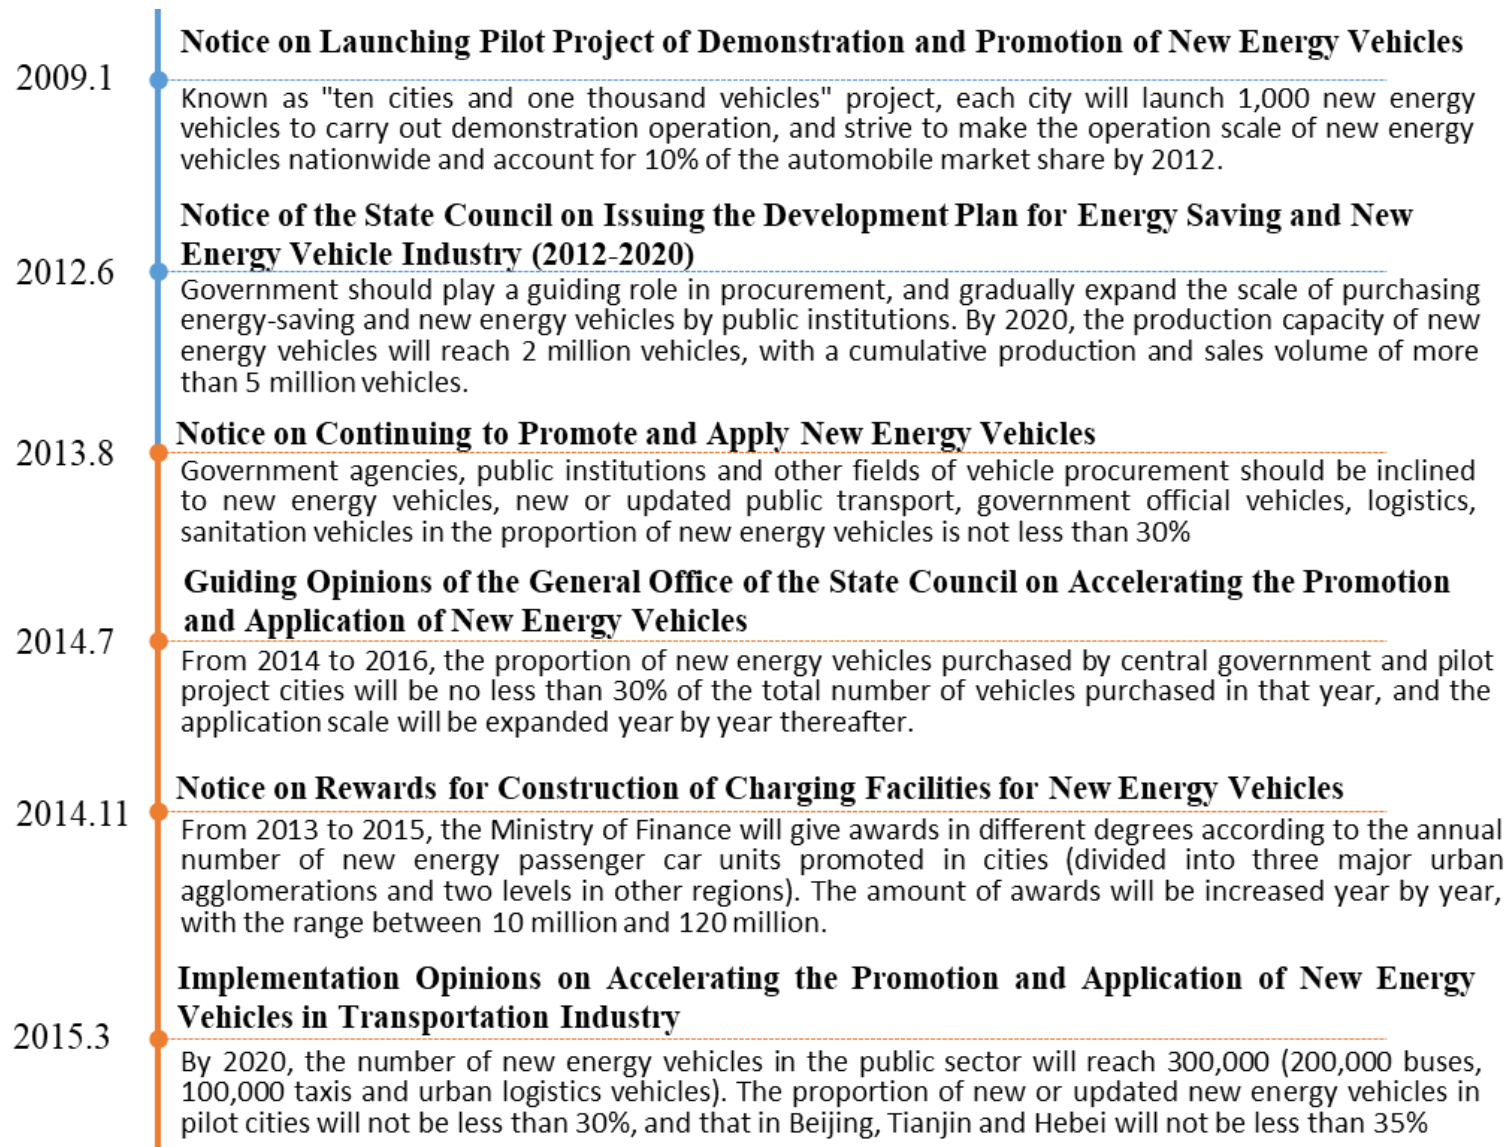 Notice on Launching Pilot Project of Demonstration and Promotion of New Energy Vehicles
2009.1
Known as "ten cities and one thousand vehicles" project, each city will launch 1,000 new energy
vehicles to carry out demonstration operation, and strive to make the operation scale of new energy
vehicles nationwide and account for 10% of the automobile market share by 2012.
Notice of the State Council on Issuing the Development Plan for Energy Saving and New
Energy Vehicle Industry (2012-2020)
2012.6
Government should play a guiding role in procurement, and gradually expand the scale of purchasing
energy-saving and new energy vehicles by public institutions. By 2020, the production capacity of new
energy vehicles will reach 2 million vehicles, with a cumulative production and sales volume of more
than 5 million vehicles.
Notice on Continuing to Promote and Apply New Energy Vehicles
2013.8
Government agencies, public institutions and other fields of vehicle procurement should be inclined
to new energy vehicles, new or updated public transport, government official vehicles, logistics,
sanitation vehicles in the proportion of new energy vehicles is not less than 30%
Guiding Opinions of the General Office of the State Council on Accelerating the Promotion
and Application of New Energy Vehicles
2014.7
From 2014 to 2016, the proportion of new energy vehicles purchased by central government and pilot
project cities will be no less than 30% of the total number of vehicles purchased in that year, and the
application scale will be expanded year by year thereafter.
Notice on Rewards for Construction of Charging Facilities for New Energy Vehicles
2014.11
From 2013 to 2015, the Ministry of Finance will give awards in different degrees according to the annual
number of new energy passenger car units promoted in cities (divided into three major urban
agglomerations and two levels in other regions). The amount of awards will be increased year by year,
with the range between 10 million and 120 million.
Implementation Opinions on Accelerating the Promotion and Application of New Energy
Vehicles in Transportation Industry
2015.3
By 2020, the number of new energy vehicles in the public sector will reach 300,000 (200,000 buses,
100,000 taxis and urban logistics vehicles). The proportion of new or updated new energy vehicles in
pilot cities will not be less than 30%, and that in Beijing, Tianjin and Hebei will not be less than 35%